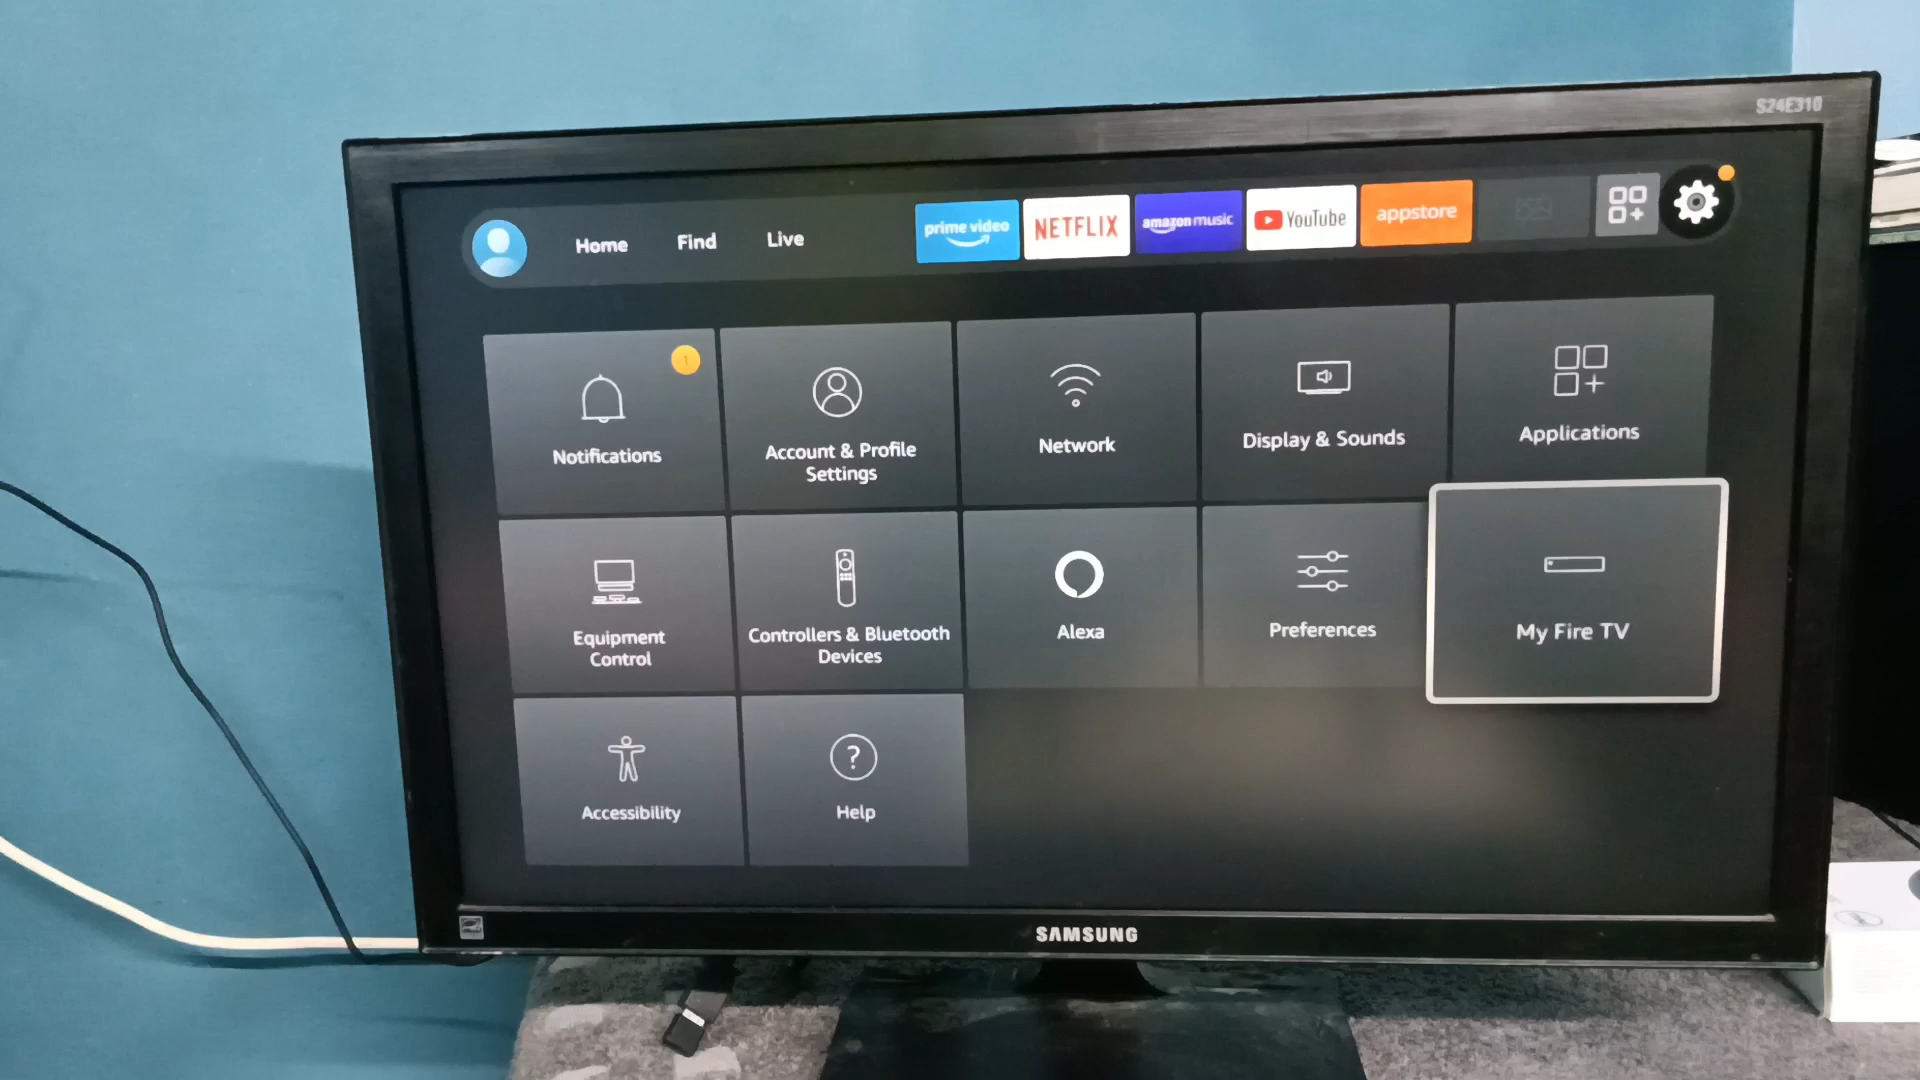 S24E310
Home
Find
Live
prime video
NETFLIX
amazon music
YouTube
appstore
1
Notifications
Account & Profile
Settings
Network
Display & Sounds
Applications
Equipment
Control
Controllers & Bluetooth
Devices
Alexa
Preferences
My Fire TV
Accessibility
?
Help
SAMSUNG